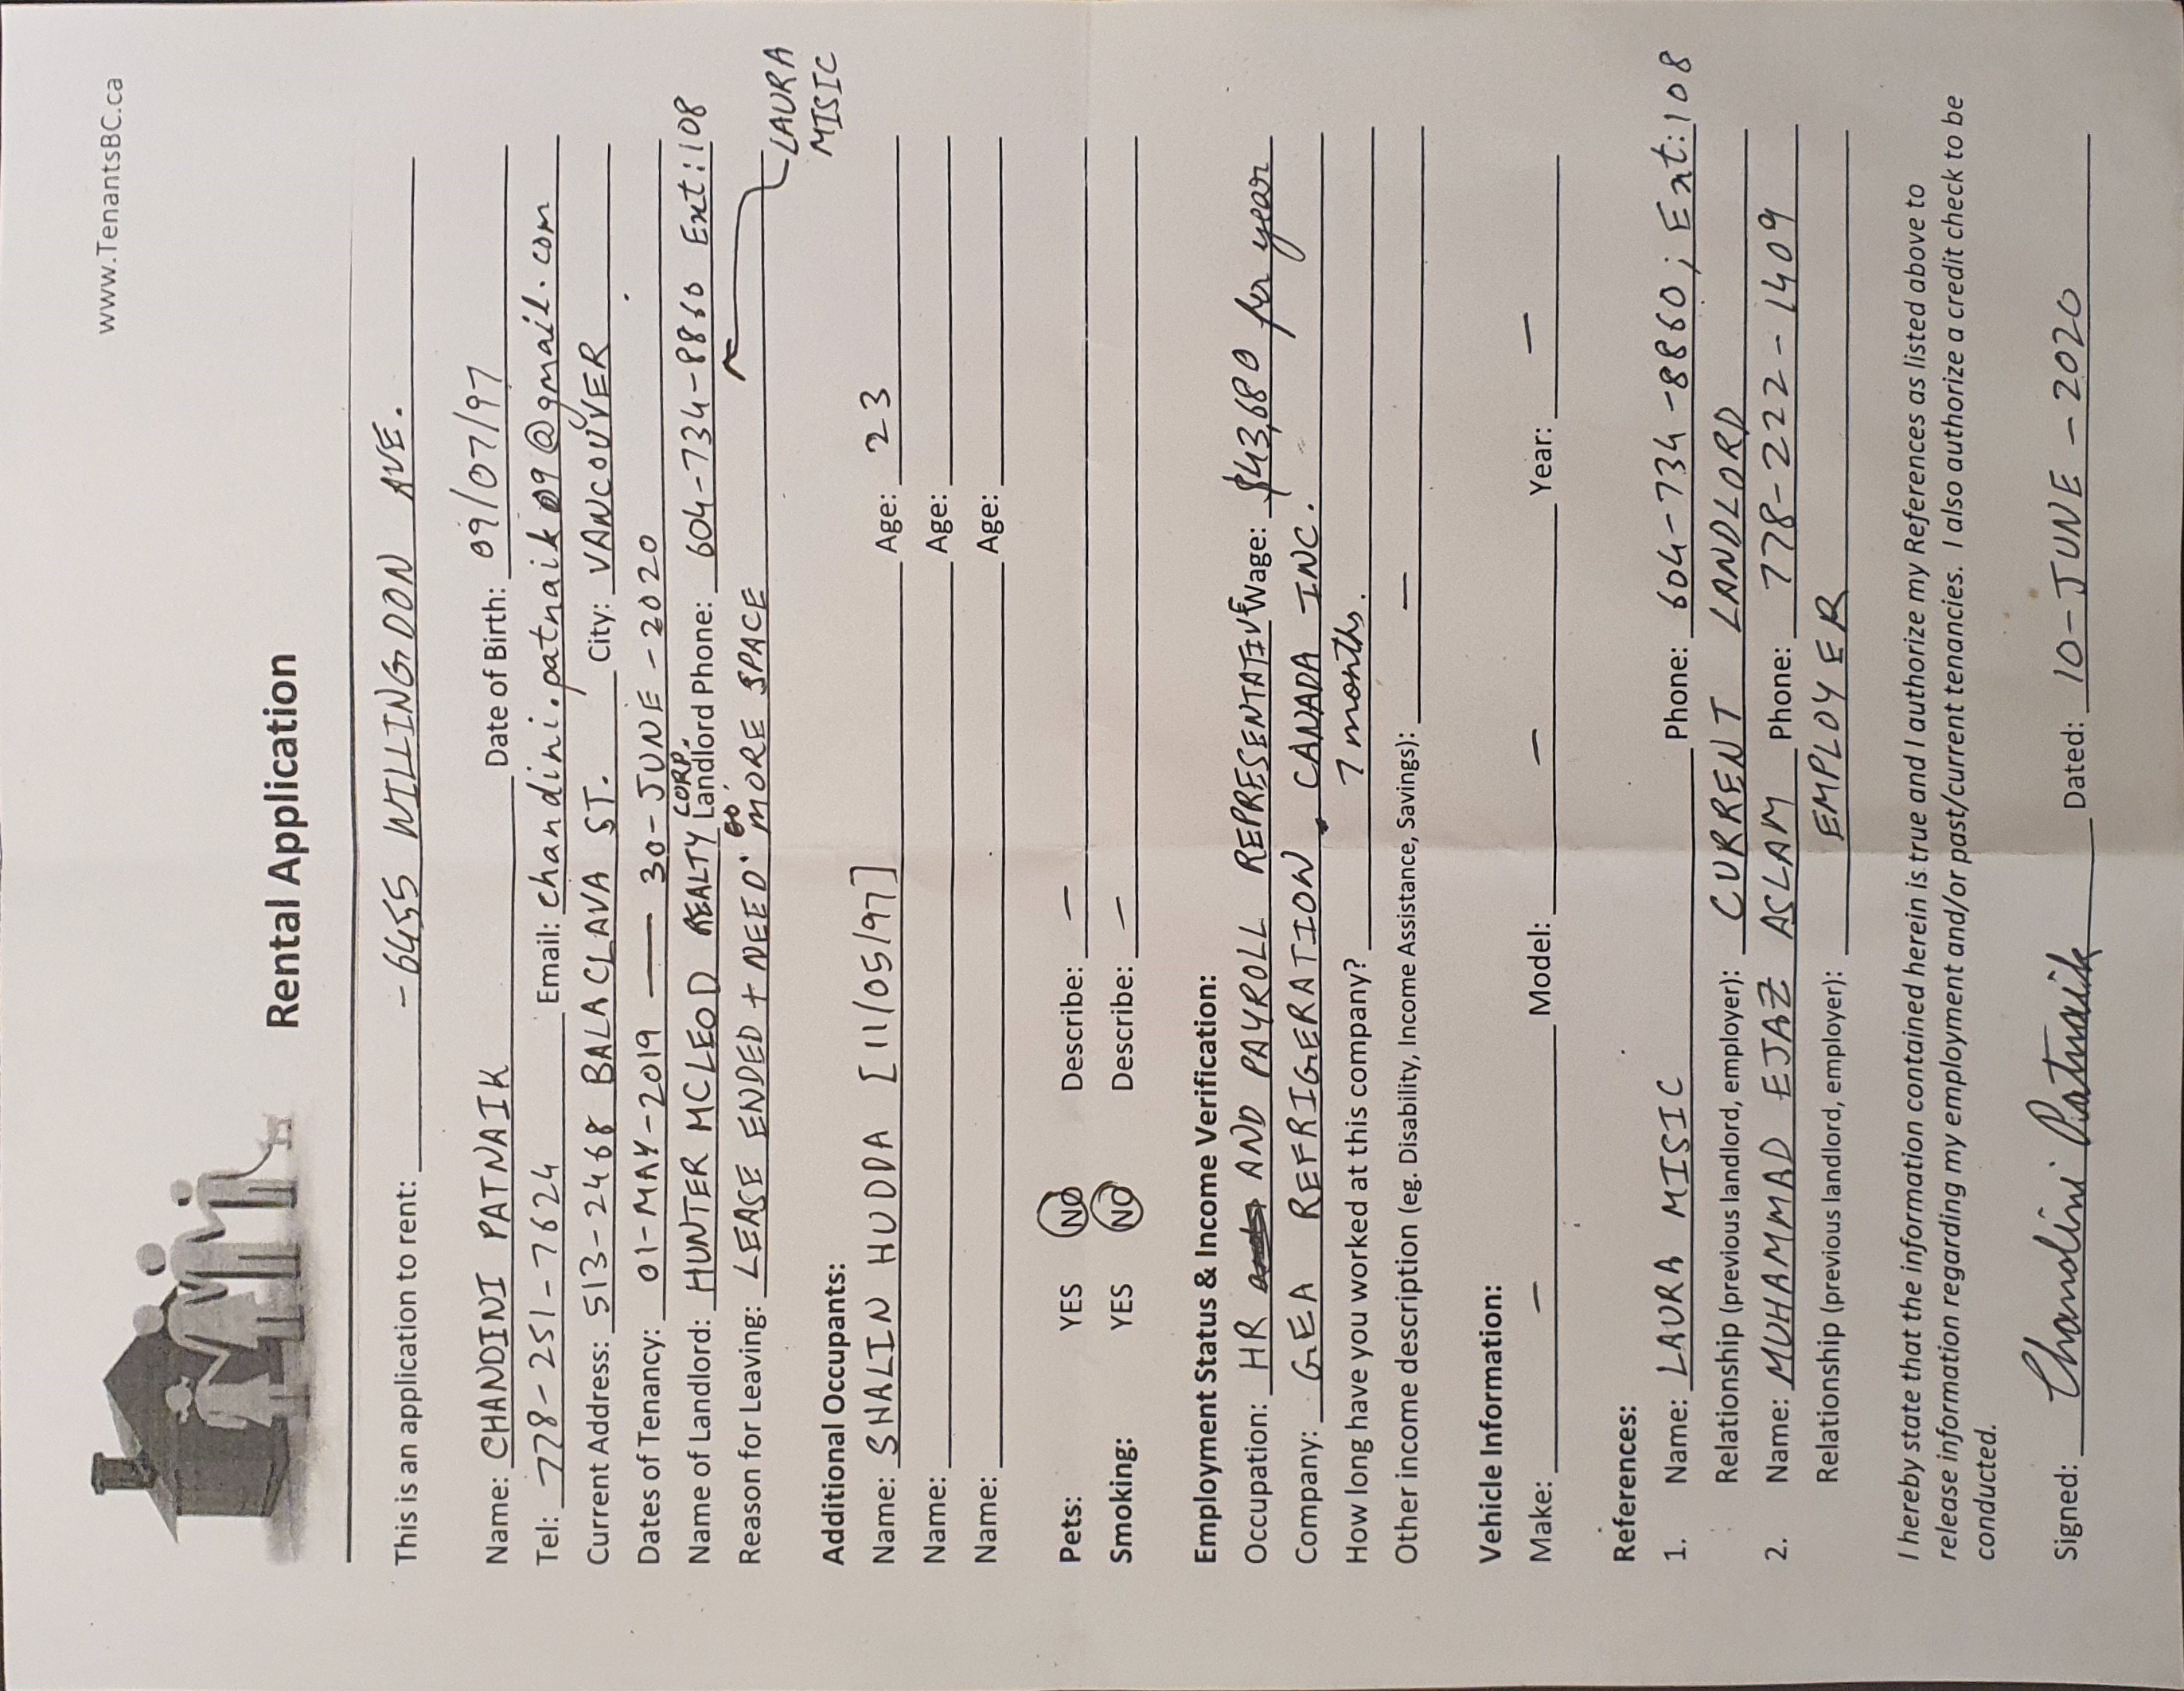 www.TenantsBC.ca
Rental Application
This is an application to rent: -6455 WILLINGDON AVE.
Name: CHANDINI PATNAIK Date of Birth: 09/07/97
Tel: 778-251-7624 Email: chandini.patnaik09@gmail.com
Current Address: 513-2468 BALACLAVA ST. City: VANCOUVER
Dates of Tenancy: 01-MAY-2019 — 30-JUNE-2020
Name of Landlord: HUNTER MCLEOD REALTY CORP. Landlord Phone: 604-734-8860 Ext:108
Reason for Leaving: LEASE ENDED + NEED MORE SPACE
LAURA
MISIC
Additional Occupants:
Name: SHALIN HUDDA [11/05/97] Age: 23
Name: Age:
Name: Age:
Pets: YES NO Describe: —
Smoking: YES NO Describe: —
Employment Status & Income Verification:
Occupation: HR AND PAYROLL REPRESENTATIVE Wage: $43,680 per year
Company: GEA REFRIGERATION CANADA INC.
How long have you worked at this company? 7 months.
Other income description (eg. Disability, Income Assistance, Savings): —
Vehicle Information:
Make: — Model: — Year: —
References:
1. Name: LAURA MISIC Phone: 604-734-8860; Ext:108
Relationship (previous landlord, employer): CURRENT LANDLORD
2. Name: MUHAMMAD EJAZ ASLAM Phone: 778-222-1409
Relationship (previous landlord, employer): EMPLOYER
I hereby state that the information contained herein is true and I authorize my References as listed above to
release information regarding my employment and/or past/current tenancies. I also authorize a credit check to be
conducted.
Signed: Chandini Patnaik Dated: 10-JUNE-2020